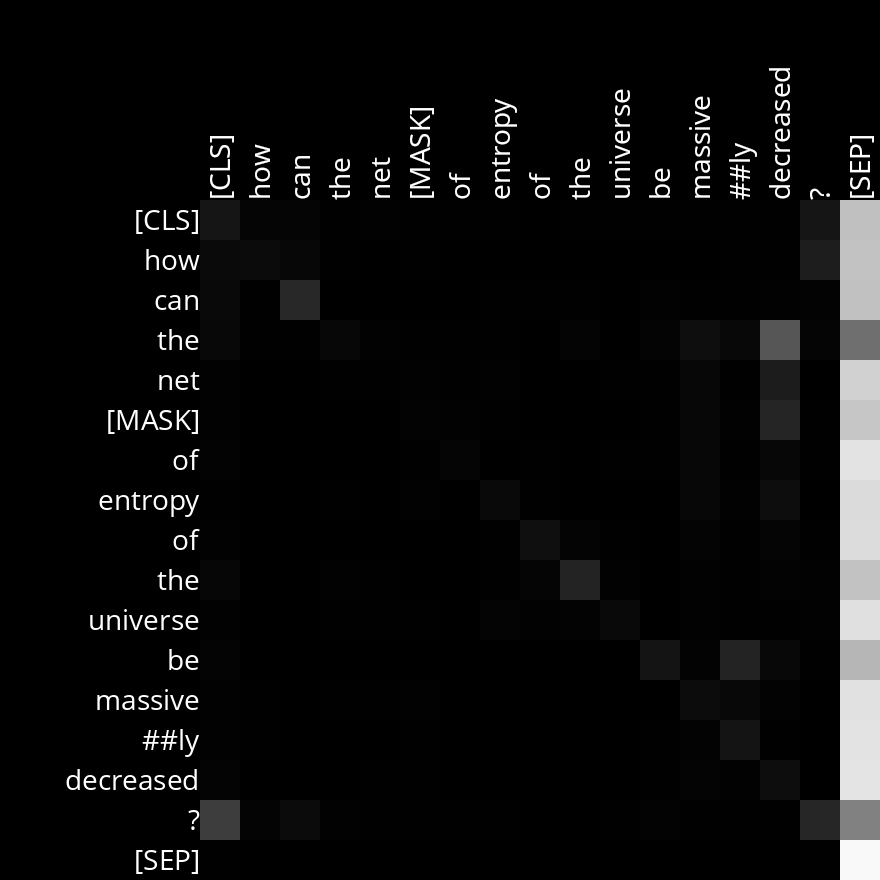 [CLS] how can the net [MASK] of entropy of the universe be massive ##ly decreased ? [SEP]
[CLS]
how
can
the
net
[MASK]
of
entropy
of
the
universe
be
massive
##ly
decreased
?
[SEP]